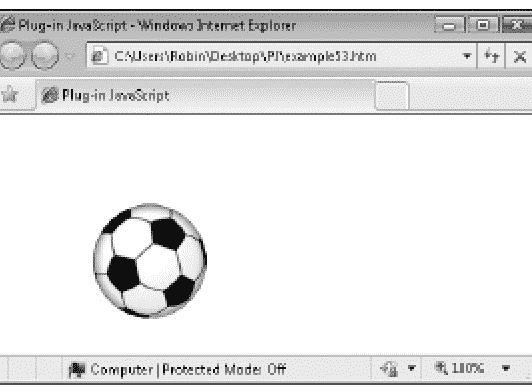 Plug-in JavaScript - Windows Internet Explorer
C:\Users\Robin\Desktop\PJ\example53.htm
Plug-in JavaScript
Computer | Protected Mode: Off
110%